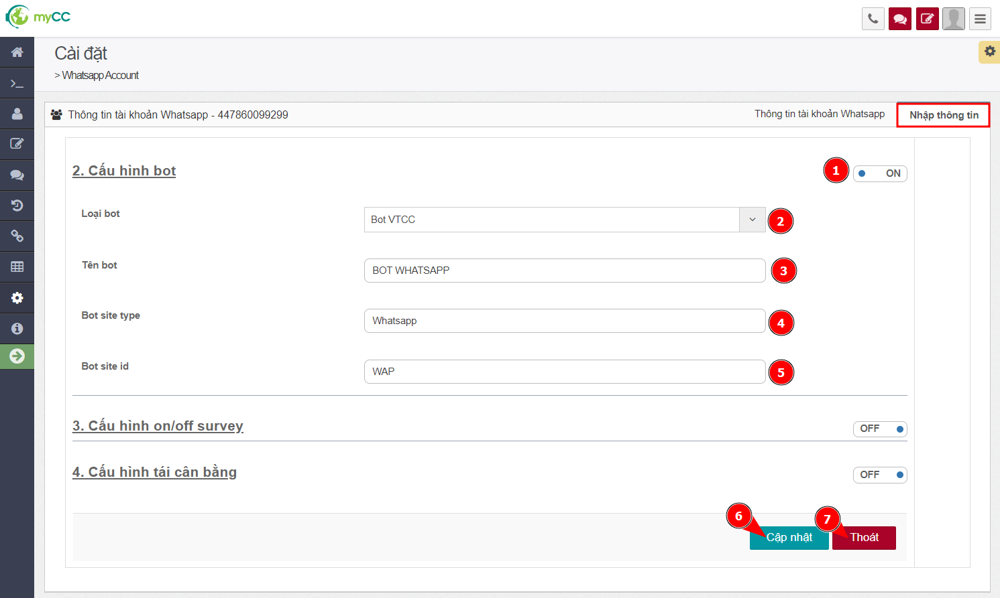 myCC
Cài đặt
> Whatsapp Account
Thông tin tài khoản Whatsapp - 447860099299
Thông tin tài khoản Whatsapp
Nhập thông tin
2. Cấu hình bot
1
ON
Loại bot
Bot VTCC
2
Tên bot
BOT WHATSAPP
3
Bot site type
Whatsapp
4
Bot site id
WAP
5
3. Cấu hình on/off survey
OFF
4. Cấu hình tái cân bằng
OFF
6
7
Cập nhật
Thoát